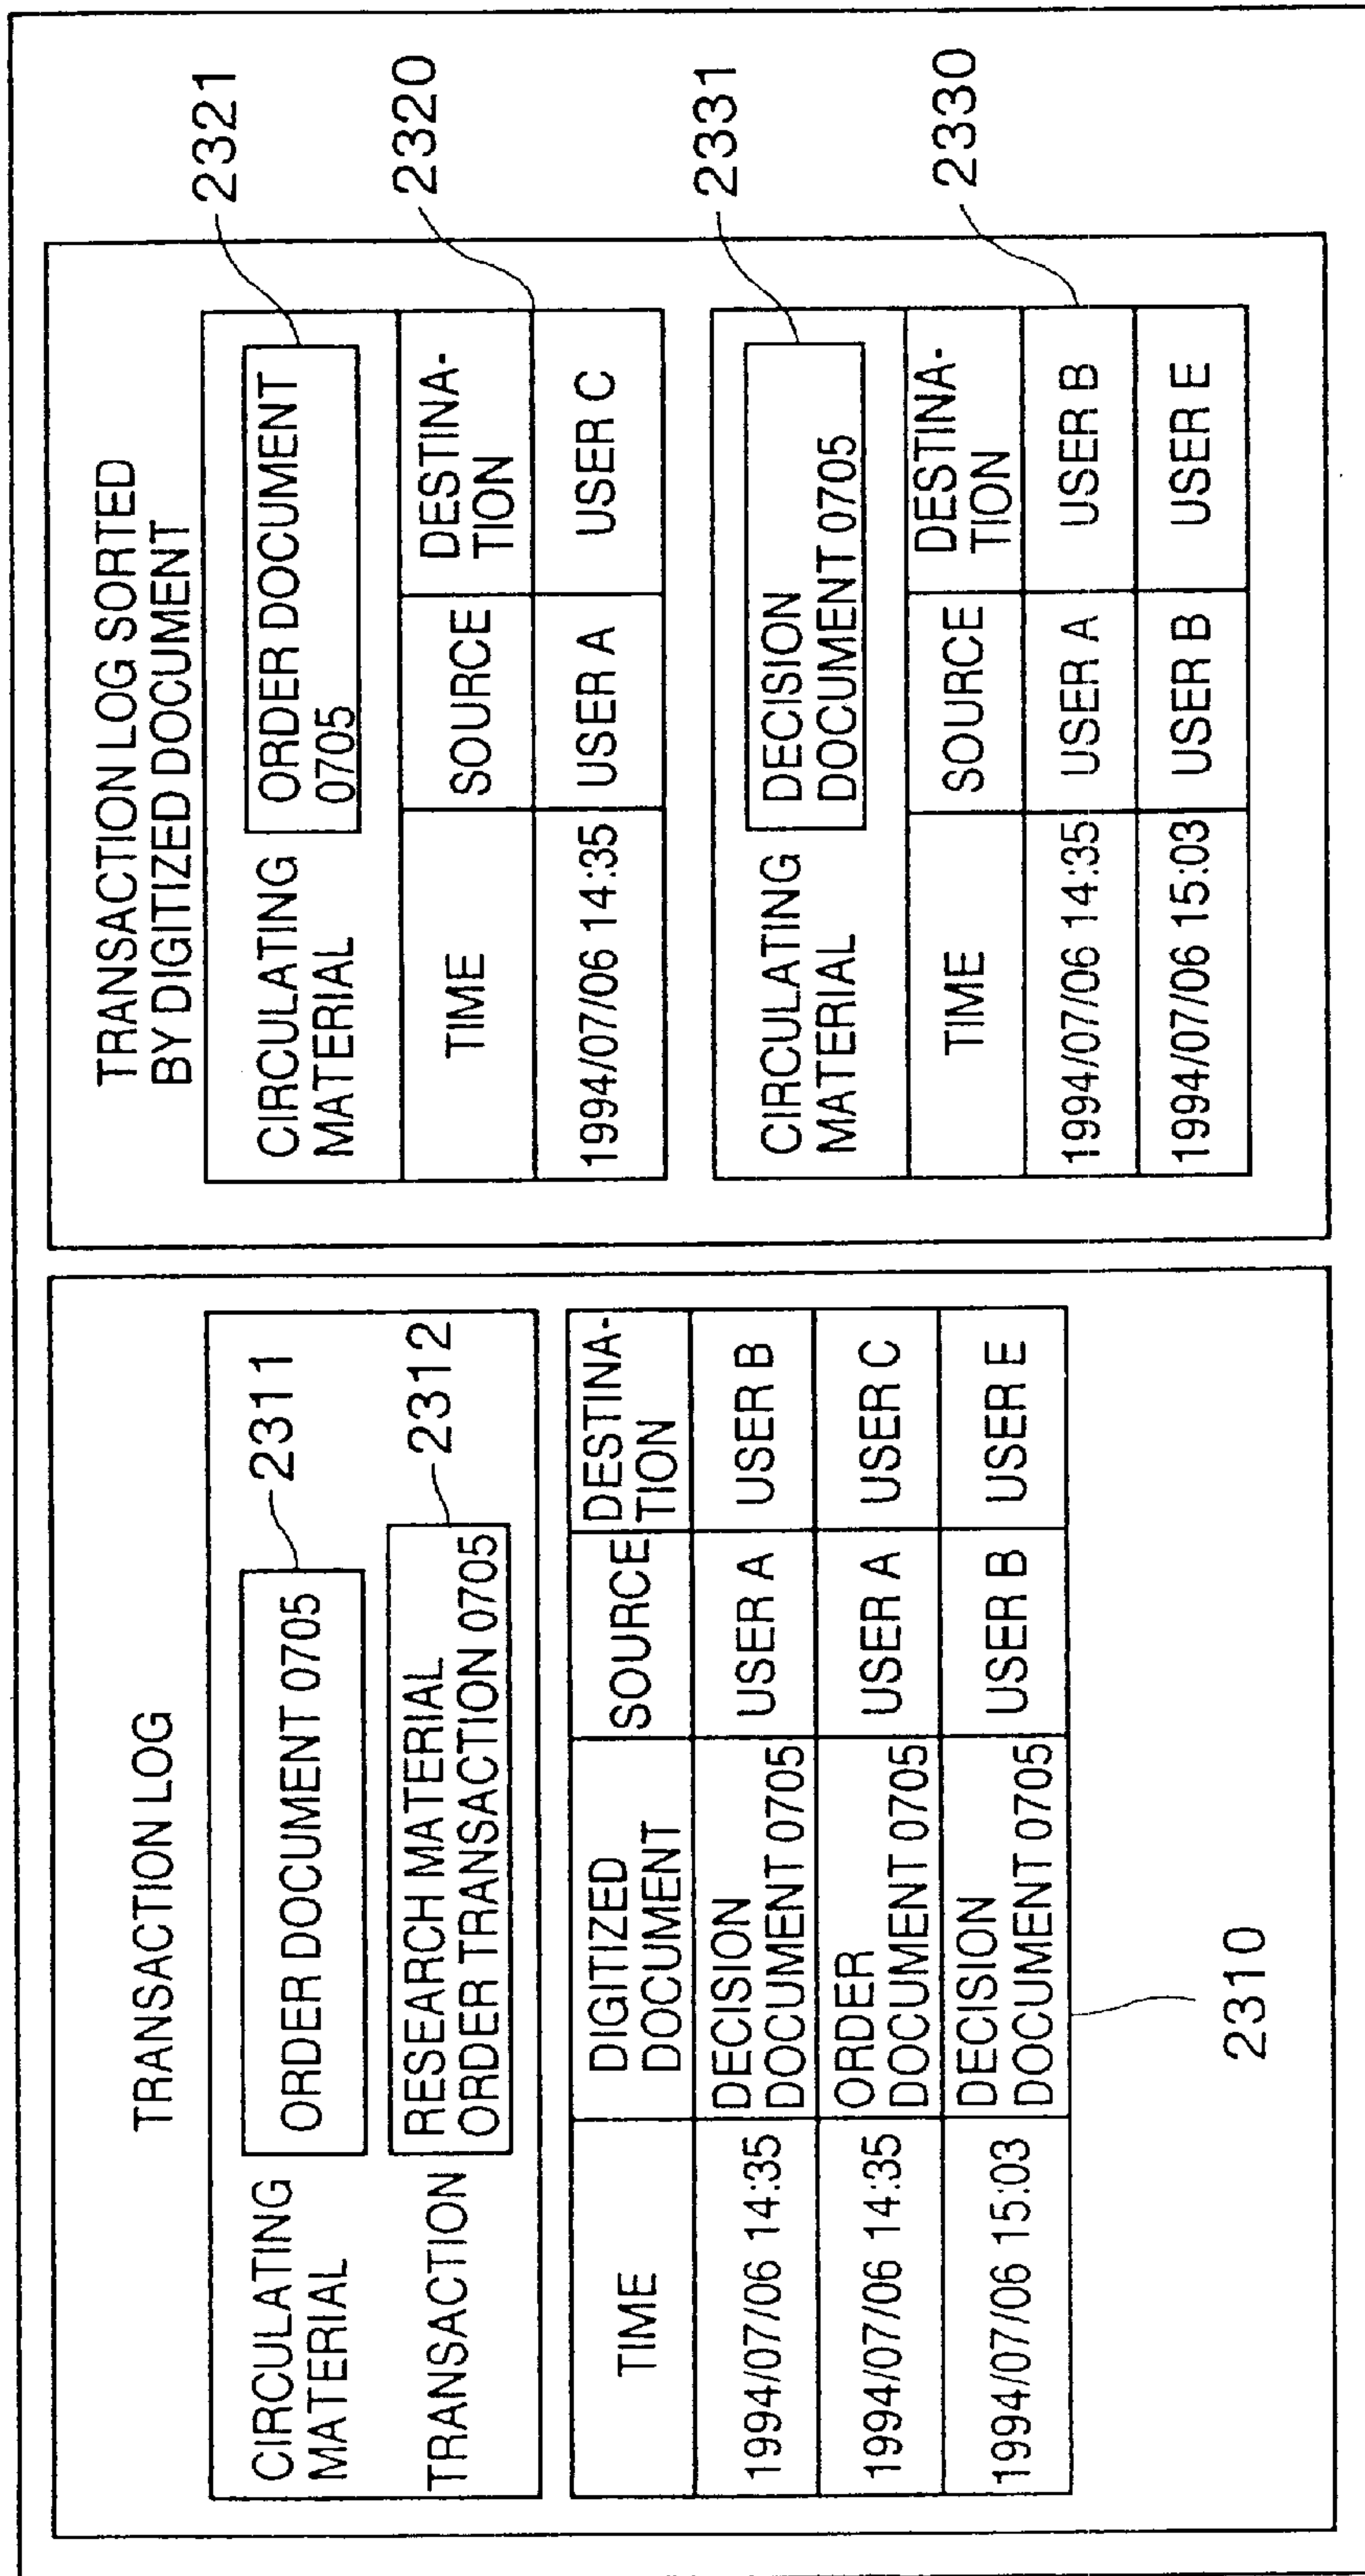 TRANSACTION LOG
CIRCULATING
MATERIAL
ORDER DOCUMENT 0705
2311
TRANSACTION
RESEARCH MATERIAL
ORDER TRANSACTION 0705
2312
TIME
DIGITIZED
DOCUMENT
SOURCE
DESTINA-
TION
1994/07/06 14:35
DECISION
DOCUMENT 0705
USER A
USER B
1994/07/06 14:35
ORDER
DOCUMENT 0705
USER A
USER C
1994/07/06 15:03
DECISION
DOCUMENT 0705
USER B
USER E
2310
TRANSACTION LOG SORTED
BY DIGITIZED DOCUMENT
CIRCULATING
MATERIAL
ORDER DOCUMENT
0705
2321
TIME
SOURCE
DESTINA-
TION
2320
1994/07/06 14:35
USER A
USER C
CIRCULATING
MATERIAL
DECISION
DOCUMENT 0705
2331
TIME
SOURCE
DESTINA-
TION
2330
1994/07/06 14:35
USER A
USER B
1994/07/06 15:03
USER B
USER E